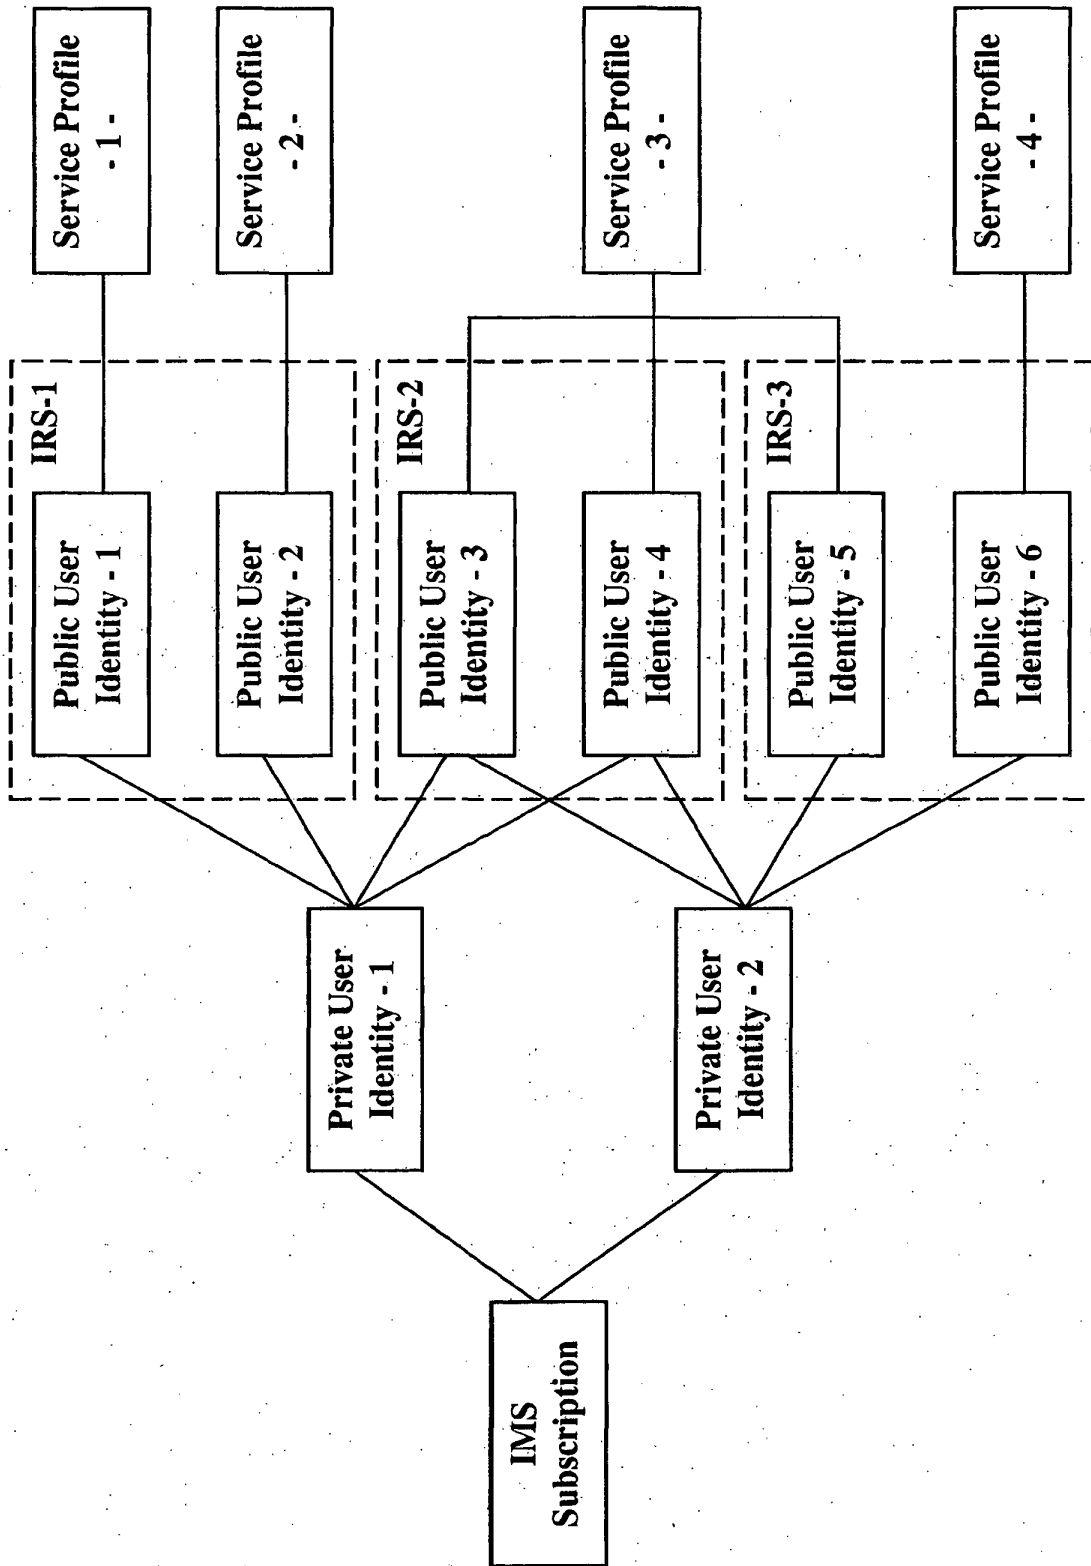 IMS
Subscription
Private User
Identity - 1
Private User
Identity - 2
IRS-1
Public User
Identity - 1
Public User
Identity - 2
IRS-2
Public User
Identity - 3
Public User
Identity - 4
IRS-3
Public User
Identity - 5
Public User
Identity - 6
Service Profile
- 1 -
Service Profile
- 2 -
Service Profile
- 3 -
Service Profile
- 4 -